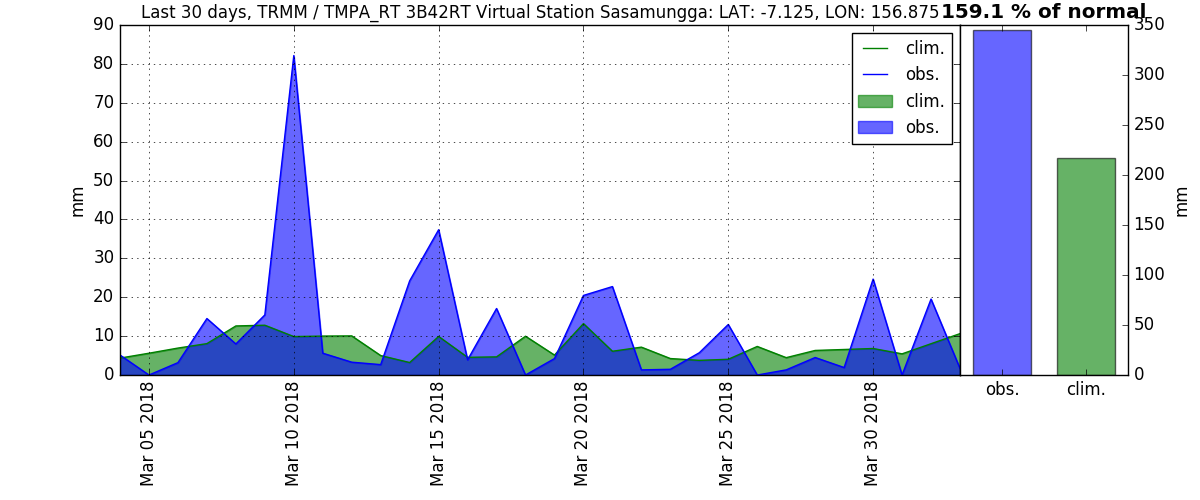 Last 30 days, TRMM / TMPA_RT 3B42RT Virtual Station Sasamungga: LAT: -7.125, LON: 156.875
159.1 % of normal
90
80
70
60
50
40
30
20
10
0
mm
clim.
obs.
clim.
obs.
Mar 05 2018
Mar 10 2018
Mar 15 2018
Mar 20 2018
Mar 25 2018
Mar 30 2018
350
300
250
200
150
100
50
0
mm
obs.
clim.